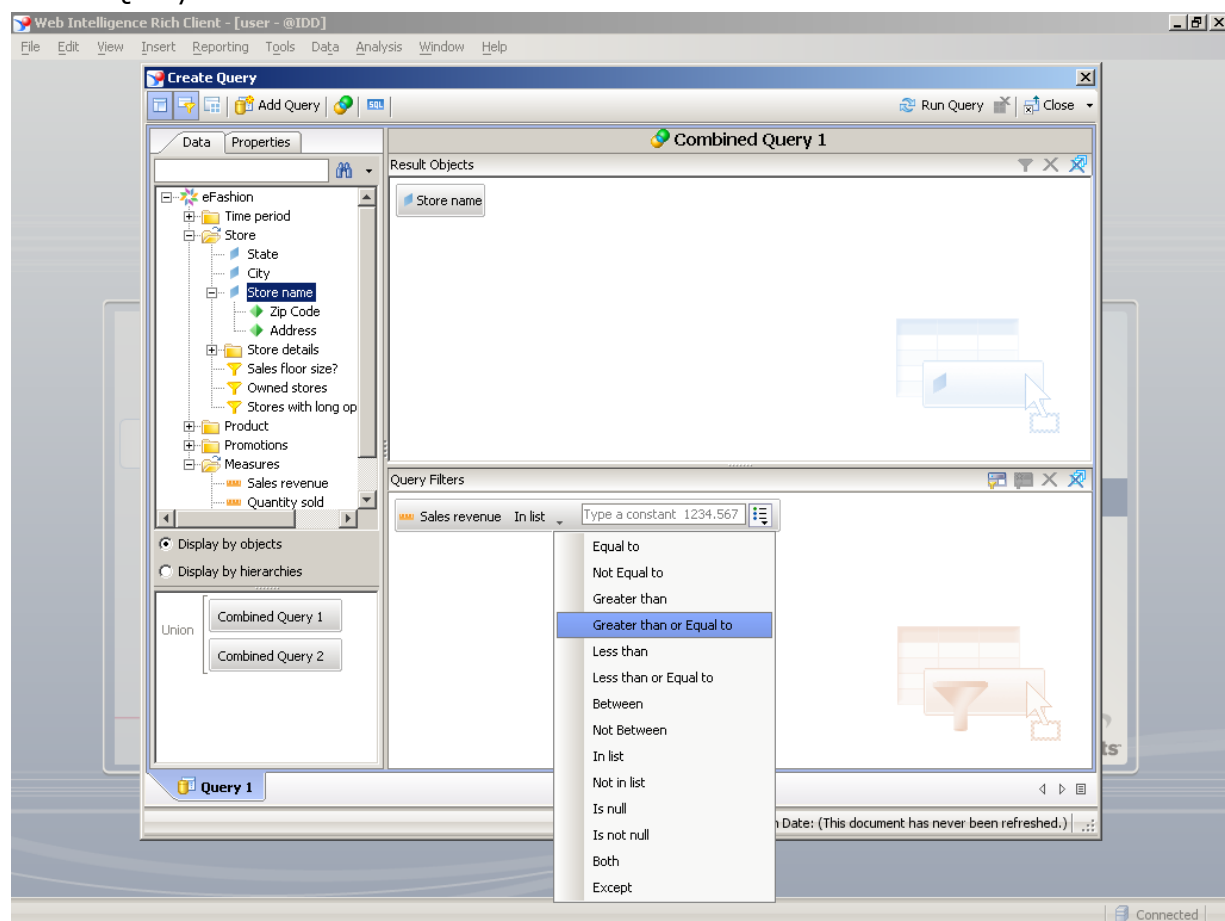 Web Intelligence Rich Client - [user - @IDD]
File Edit View Insert Reporting Tools Data Analysis Window Help
Create Query
Add Query SQL Run Query Close
Data Properties
Combined Query 1
Result Objects
Store name
eFashion
Time period
Store
State
City
Store name
Zip Code
Address
Store details
Sales floor size?
Owned stores
Stores with long op
Product
Promotions
Measures
Sales revenue
Quantity sold
Query Filters
Sales revenue In list Type a constant 1234.567
Equal to
Not Equal to
Greater than
Greater than or Equal to
Less than
Less than or Equal to
Between
Not Between
In list
Not in list
Is null
Is not null
Both
Except
Display by objects
Display by hierarchies
Union
Combined Query 1
Combined Query 2
Query 1
Date: (This document has never been refreshed.)
Connected